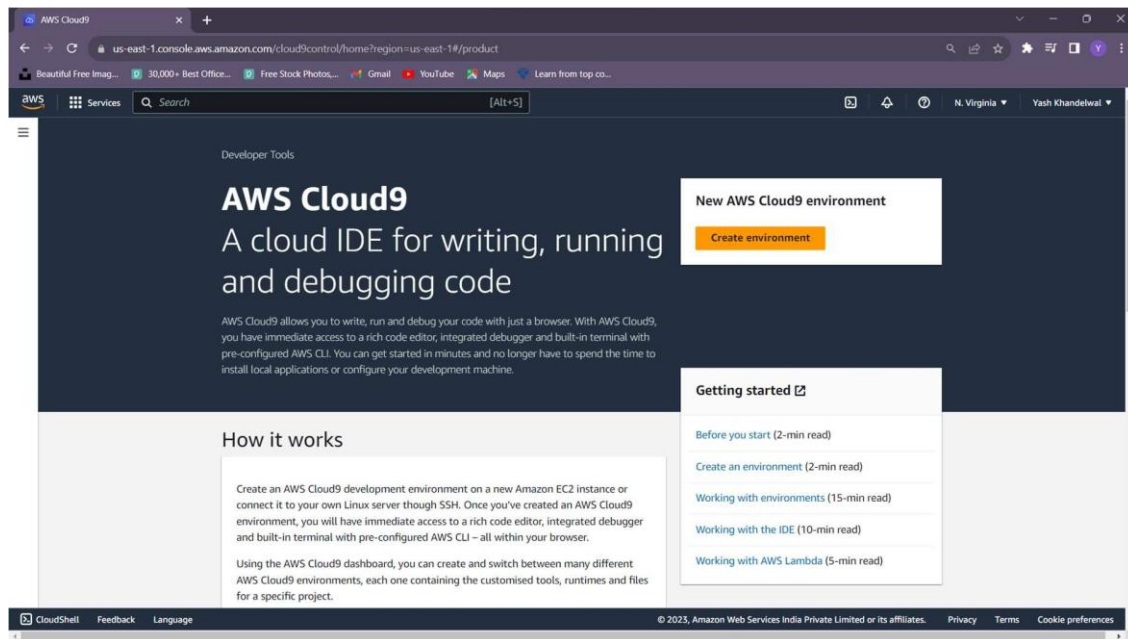 AWS Cloud9
us-east-1.console.aws.amazon.com/cloud9control/home?region=us-east-1#/product
Beautiful Free Imag... 30,000+ Best Office... Free Stock Photos,... Gmail YouTube Maps Learn from top co...
aws Services Search [Alt+S] N. Virginia Yash Khandelwal
Developer Tools
AWS Cloud9
A cloud IDE for writing, running
and debugging code
AWS Cloud9 allows you to write, run and debug your code with just a browser. With AWS Cloud9,
you have immediate access to a rich code editor, integrated debugger and built-in terminal with
pre-configured AWS CLI. You can get started in minutes and no longer have to spend the time to
install local applications or configure your development machine.
New AWS Cloud9 environment
Create environment
Getting started
Before you start (2-min read)
Create an environment (2-min read)
Working with environments (15-min read)
Working with the IDE (10-min read)
Working with AWS Lambda (5-min read)
How it works
Create an AWS Cloud9 development environment on a new Amazon EC2 instance or
connect it to your own Linux server though SSH. Once you've created an AWS Cloud9
environment, you will have immediate access to a rich code editor, integrated debugger
and built-in terminal with pre-configured AWS CLI – all within your browser.
Using the AWS Cloud9 dashboard, you can create and switch between many different
AWS Cloud9 environments, each one containing the customised tools, runtimes and files
for a specific project.
CloudShell Feedback Language © 2023, Amazon Web Services India Private Limited or its affiliates. Privacy Terms Cookie preferences